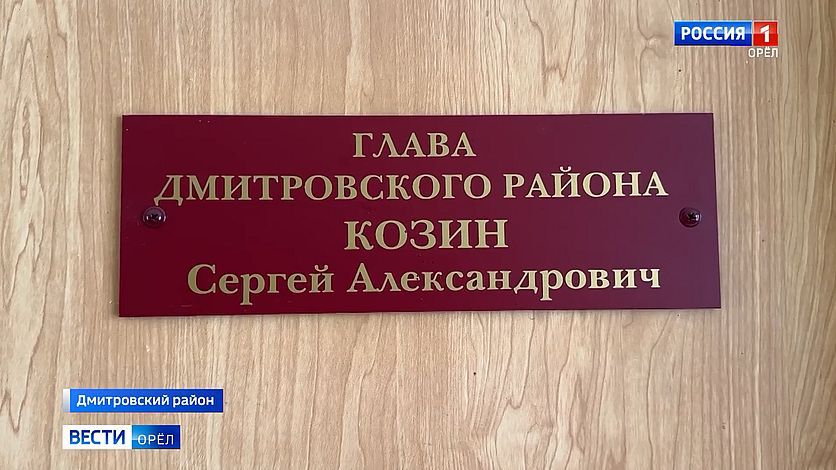 РОССИЯ 1
ОРЁЛ
ГЛАВА
ДМИТРОВСКОГО РАЙОНА
КОЗИН
Сергей Александрович
Дмитровский район
ВЕСТИ ОРЁЛ